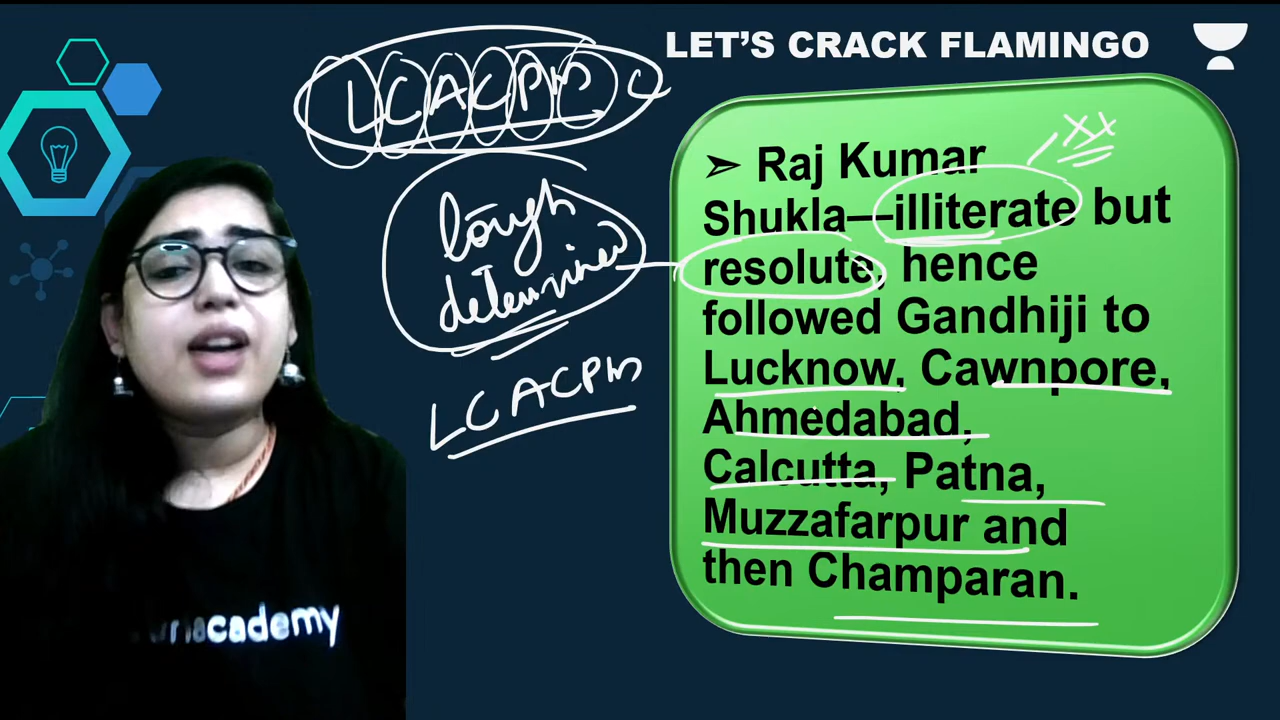 LET'S CRACK FLAMINGO
LCACPM C
➢ Raj Kumar
Shukla—illiterate but
resolute, hence
followed Gandhiji to
Lucknow, Cawnpore,
Ahmedabad,
Calcutta, Patna,
Muzzafarpur and
then Champaran.
XX
tough
determined
LCACPM
unacademy